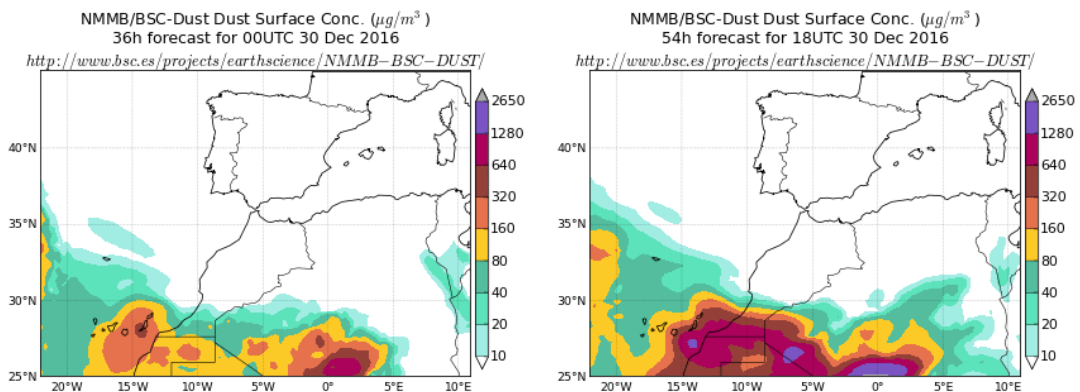 NMMB/BSC-Dust Dust Surface Conc. (μg/m³ )
36h forecast for 00UTC 30 Dec 2016
http://www.bsc.es/projects/earthscience/NMMB−BSC−DUST/
40°N
35°N
30°N
25°N
20°W
15°W
10°W
5°W
0°
5°E
10°E
2650
1280
640
320
160
80
40
20
10
NMMB/BSC-Dust Dust Surface Conc. (μg/m³ )
54h forecast for 18UTC 30 Dec 2016
http://www.bsc.es/projects/earthscience/NMMB−BSC−DUST/
40°N
35°N
30°N
25°N
20°W
15°W
10°W
5°W
0°
5°E
10°E
2650
1280
640
320
160
80
40
20
10